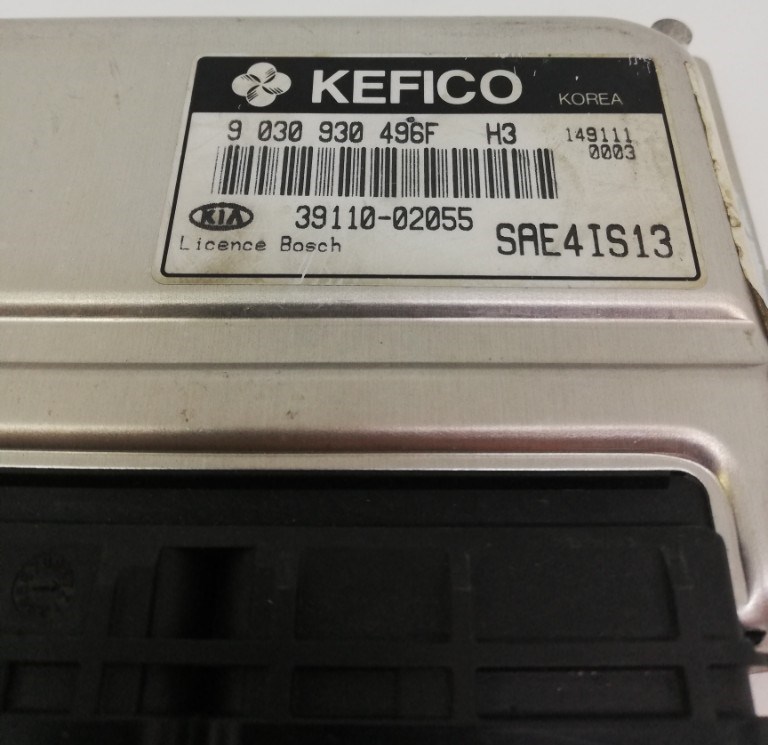 KEFICO KOREA
9 030 930 496F H3 149111
0003
KIA 39110-02055
Licence Bosch SAE4IS13